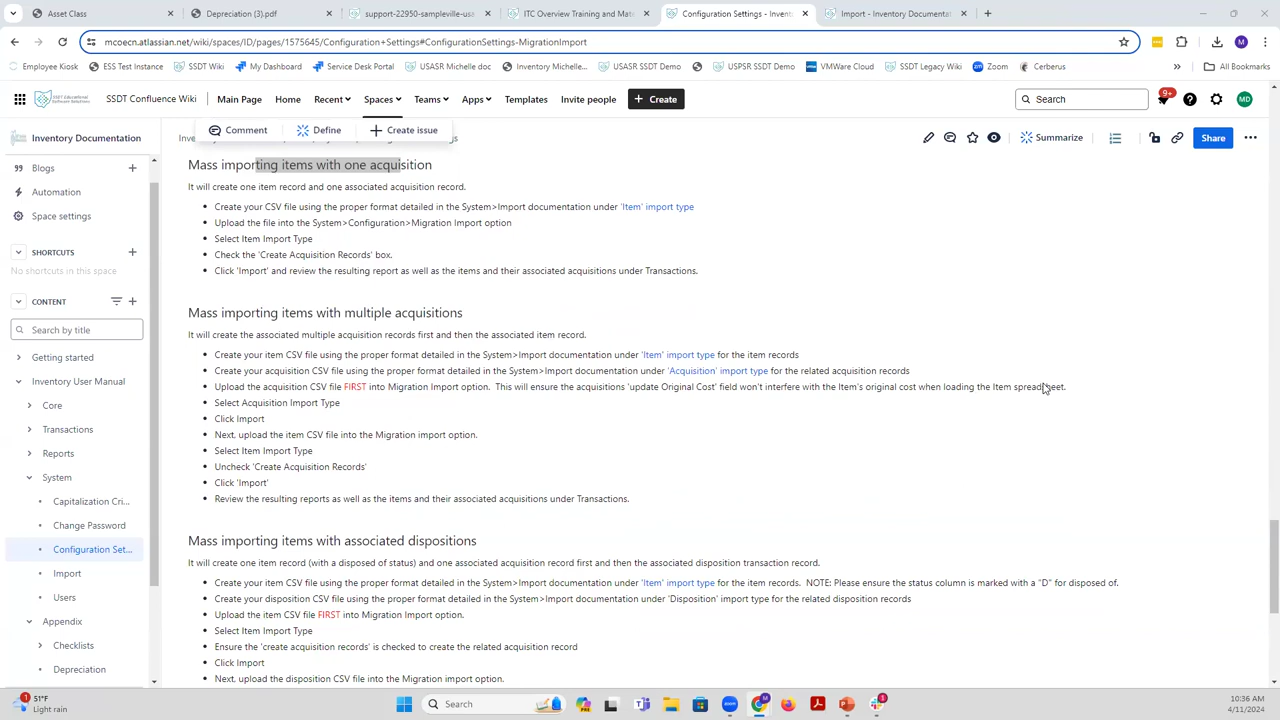 Asset Class
Depreciation (3).pdf
support-22950-sampleville-usa
ITC Overview Training and Mate
Configuration Settings - Invento
Import - Inventory Documentati
mcoecn.atlassian.net/wiki/spaces/ID/pages/1575645/Configuration+Settings#ConfigurationSettings-MigrationImport
Employee Kiosk
ESS Test Instance
SSDT Wiki
My Dashboard
Service Desk Portal
USASR Michelle doc
Inventory Michelle...
USASR SSDT Demo
USPSR SSDT Demo
VMWare Cloud
SSDT Legacy Wiki
Zoom
Cerberus
All Bookmarks
SSDT Confluence Wiki
Main Page
Home
Recent
Spaces
Teams
Apps
Templates
Invite people
Create
Search
9+
MD
Inventory Documentation
Comment
Define
Create issue
Summarize
Share
Blogs
Automation
Space settings
SHORTCUTS
No shortcuts in this space
CONTENT
Search by title
Getting started
Inventory User Manual
Core
Transactions
Reports
System
Capitalization Cri...
Change Password
Configuration Set...
Import
Users
Appendix
Checklists
Depreciation
Mass importing items with one acquisition
It will create one item record and one associated acquisition record.
Create your CSV file using the proper format detailed in the System>Import documentation under 'Item' import type
Upload the file into the System>Configuration>Migration Import option
Select Item Import Type
Check the 'Create Acquisition Records' box.
Click 'Import' and review the resulting report as well as the items and their associated acquisitions under Transactions.
Mass importing items with multiple acquisitions
It will create the associated multiple acquisition records first and then the associated item record.
Create your item CSV file using the proper format detailed in the System>Import documentation under 'Item' import type for the item records
Create your acquisition CSV file using the proper format detailed in the System>Import documentation under 'Acquisition' import type for the related acquisition records
Upload the acquisition CSV file FIRST into Migration Import option. This will ensure the acquisitions 'update Original Cost' field won't interfere with the Item's original cost when loading the Item spreadsheet.
Select Acquisition Import Type
Click Import
Next, upload the item CSV file into the Migration import option.
Select Item Import Type
Uncheck 'Create Acquisition Records'
Click 'Import'
Review the resulting reports as well as the items and their associated acquisitions under Transactions.
Mass importing items with associated dispositions
It will create one item record (with a disposed of status) and one associated acquisition record first and then the associated disposition transaction record.
Create your item CSV file using the proper format detailed in the System>Import documentation under 'Item' import type for the item records. NOTE: Please ensure the status column is marked with a "D" for disposed of.
Create your disposition CSV file using the proper format detailed in the System>Import documentation under 'Disposition' import type for the related disposition records
Upload the item CSV file FIRST into Migration Import option.
Select Item Import Type
Ensure the 'create acquisition records' is checked to create the related acquisition record
Click Import
Next, upload the disposition CSV file into the Migration Import option.
51°F
Light rain
Search
10:36 AM
4/11/2024